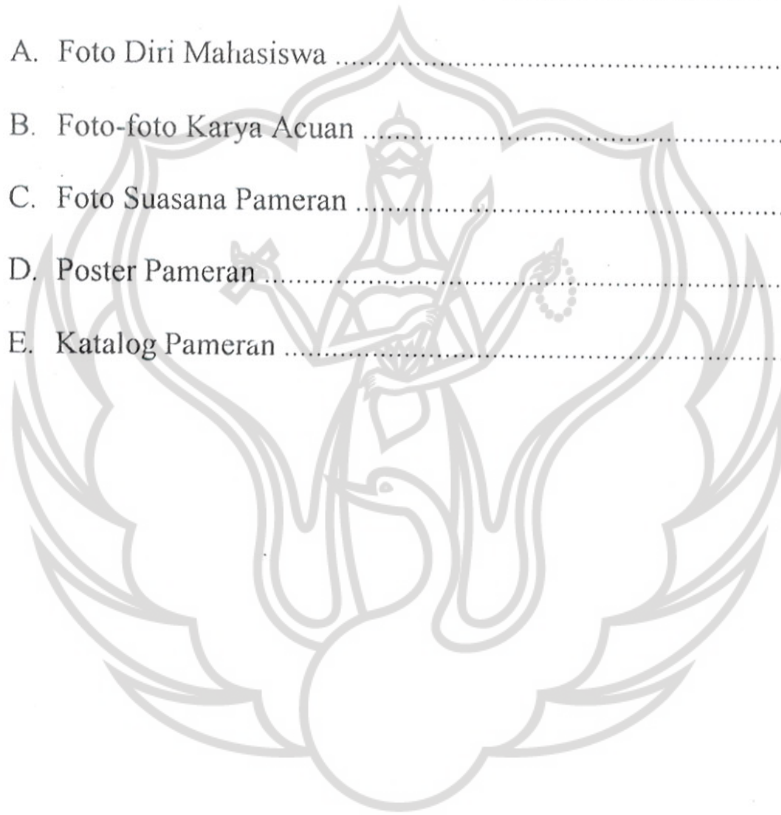 A. Foto Diri Mahasiswa ................................................................
B. Foto-foto Karya Acuan ............................................................
C. Foto Suasana Pameran .............................................................
D. Poster Pameran ..........................................................................
E. Katalog Pameran .......................................................................